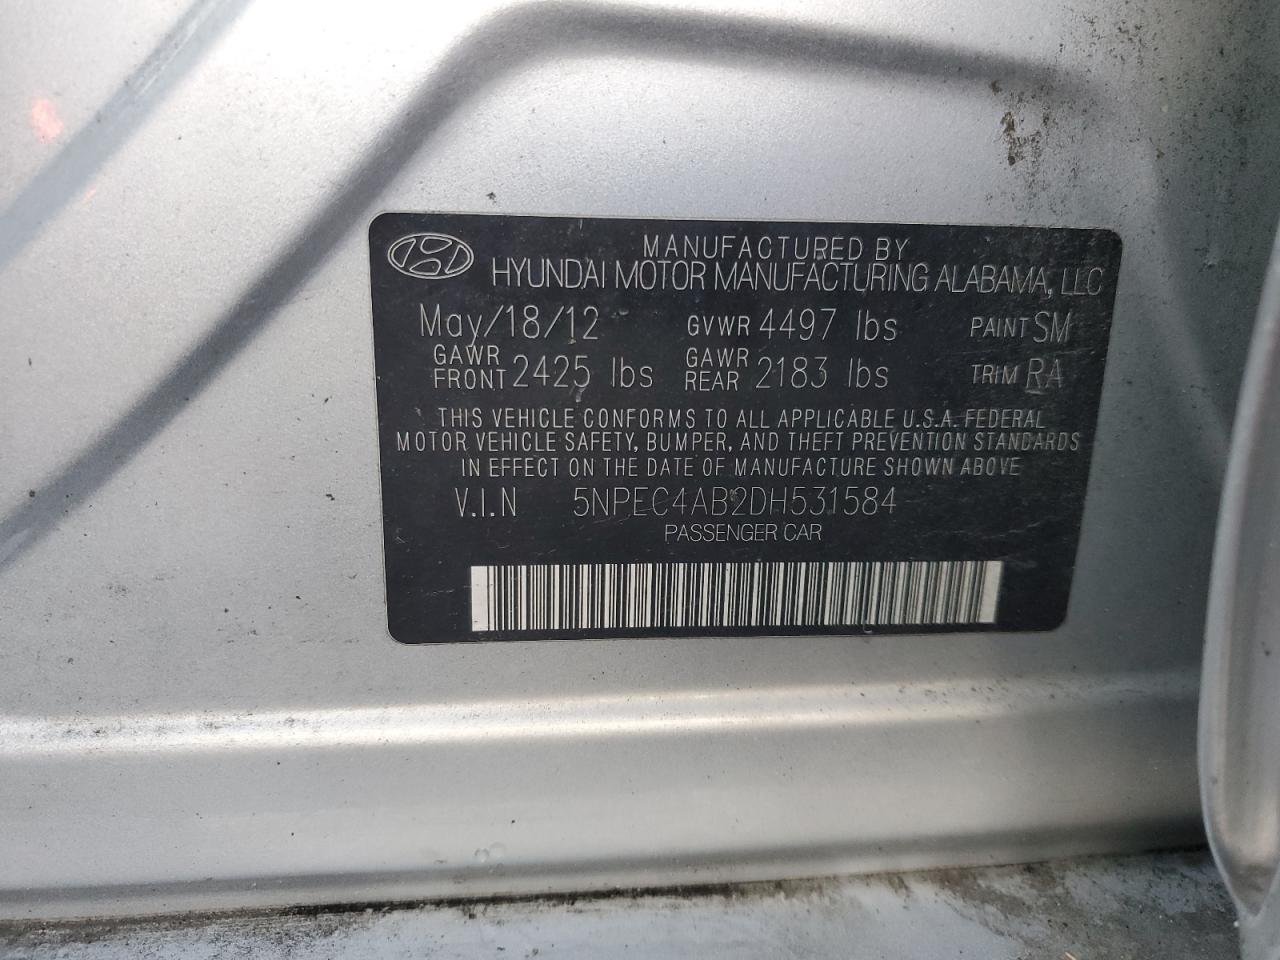 MANUFACTURED BY
HYUNDAI MOTOR MANUFACTURING ALABAMA, LLC
May/18/12 GVWR 4497 lbs PAINT SM
GAWR FRONT 2425 lbs GAWR REAR 2183 lbs TRIM RA
THIS VEHICLE CONFORMS TO ALL APPLICABLE U.S.A. FEDERAL
MOTOR VEHICLE SAFETY, BUMPER, AND THEFT PREVENTION STANDARDS
IN EFFECT ON THE DATE OF MANUFACTURE SHOWN ABOVE
V.I.N 5NPEC4AB2DH531584
PASSENGER CAR